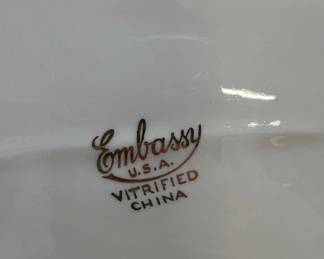 Embassy
U.S.A.
VITRIFIED
CHINA